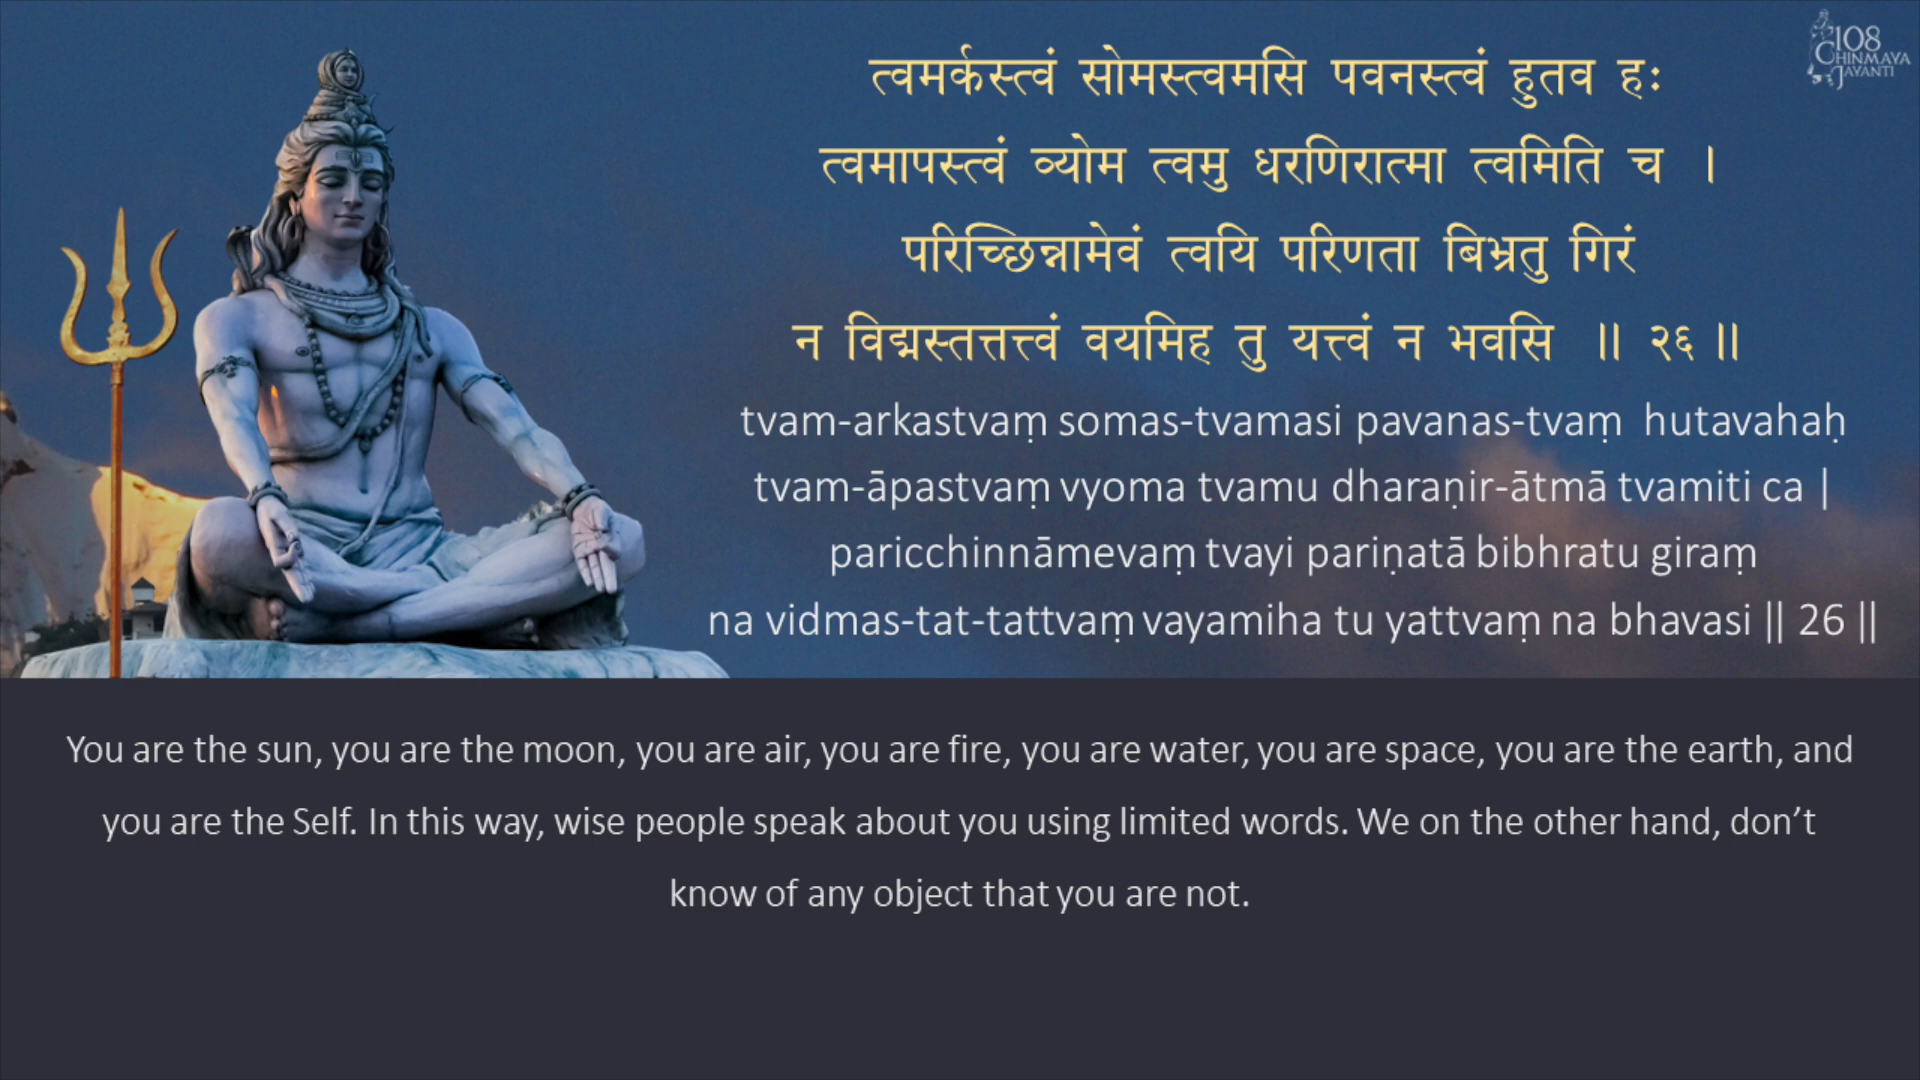 108
CHINMAYA
JAYANTI
त्वमर्कस्त्वं सोमस्त्वमसि पवनस्त्वं हुतव हः
त्वमापस्त्वं व्योम त्वमु धरणिरात्मा त्वमिति च ।
परिच्छिन्नामेवं त्वयि परिणता बिभ्रतु गिरं
न विद्मस्तत्तत्त्वं वयमिह तु यत्त्वं न भवसि ॥ २६ ॥
tvam-arkastvaṃ somas-tvamasi pavanas-tvaṃ hutavahaḥ
tvam-āpastvaṃ vyoma tvamu dharaṇir-ātmā tvamiti ca |
paricchinnāmevaṃ tvayi pariṇatā bibhratu giraṃ
na vidmas-tat-tattvaṃ vayamiha tu yattvaṃ na bhavasi || 26 ||
You are the sun, you are the moon, you are air, you are fire, you are water, you are space, you are the earth, and
you are the Self. In this way, wise people speak about you using limited words. We on the other hand, don’t
know of any object that you are not.